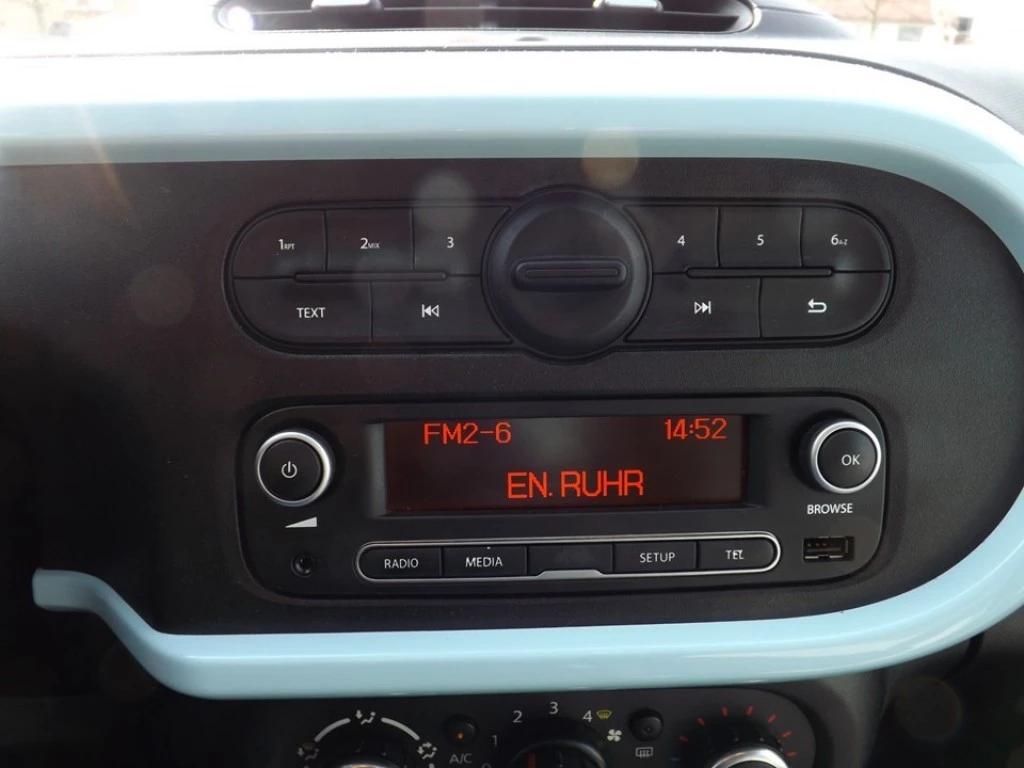 1RPT 2MIX 3 4 5 6A-Z
TEXT
FM2-6 14:52
EN. RUHR
OK
BROWSE
RADIO MEDIA SETUP TEL
1 2 3 4
A/C 0